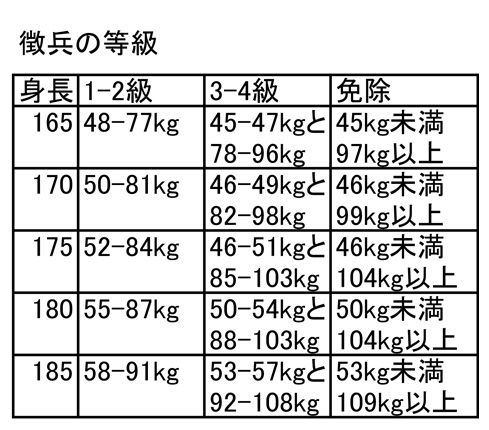 徴兵の等級
身長 1-2級 3-4級 免除
165 48-77kg 45-47kgと 45kg未満
78-96kg 97kg以上
170 50-81kg 46-49kgと 46kg未満
82-98kg 99kg以上
175 52-84kg 46-51kgと 46kg未満
85-103kg 104kg以上
180 55-87kg 50-54kgと 50kg未満
88-103kg 104kg以上
185 58-91kg 53-57kgと 53kg未満
92-108kg 109kg以上